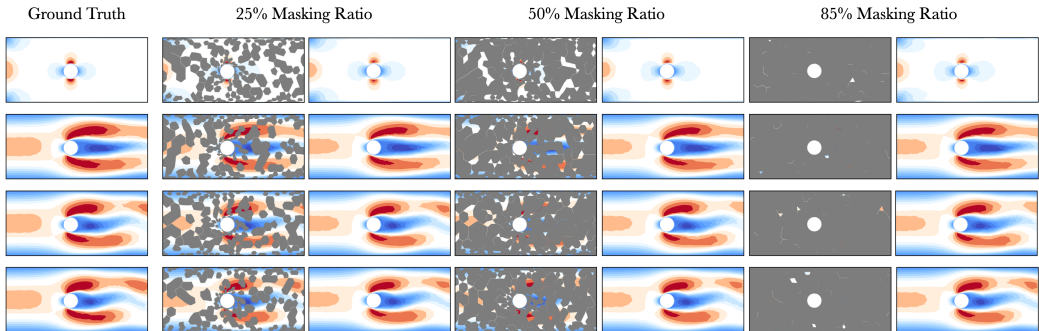 Ground Truth
25% Masking Ratio
50% Masking Ratio
85% Masking Ratio